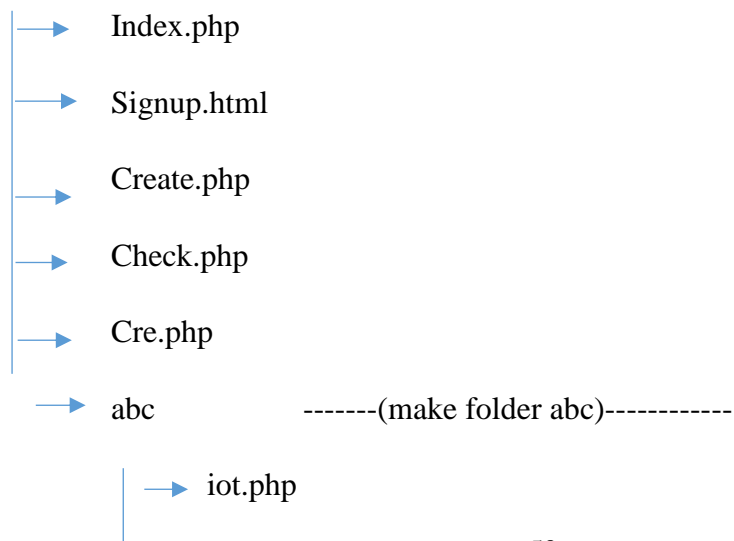 Index.php
Signup.html
Create.php
Check.php
Cre.php
abc -------(make folder abc)------------
iot.php